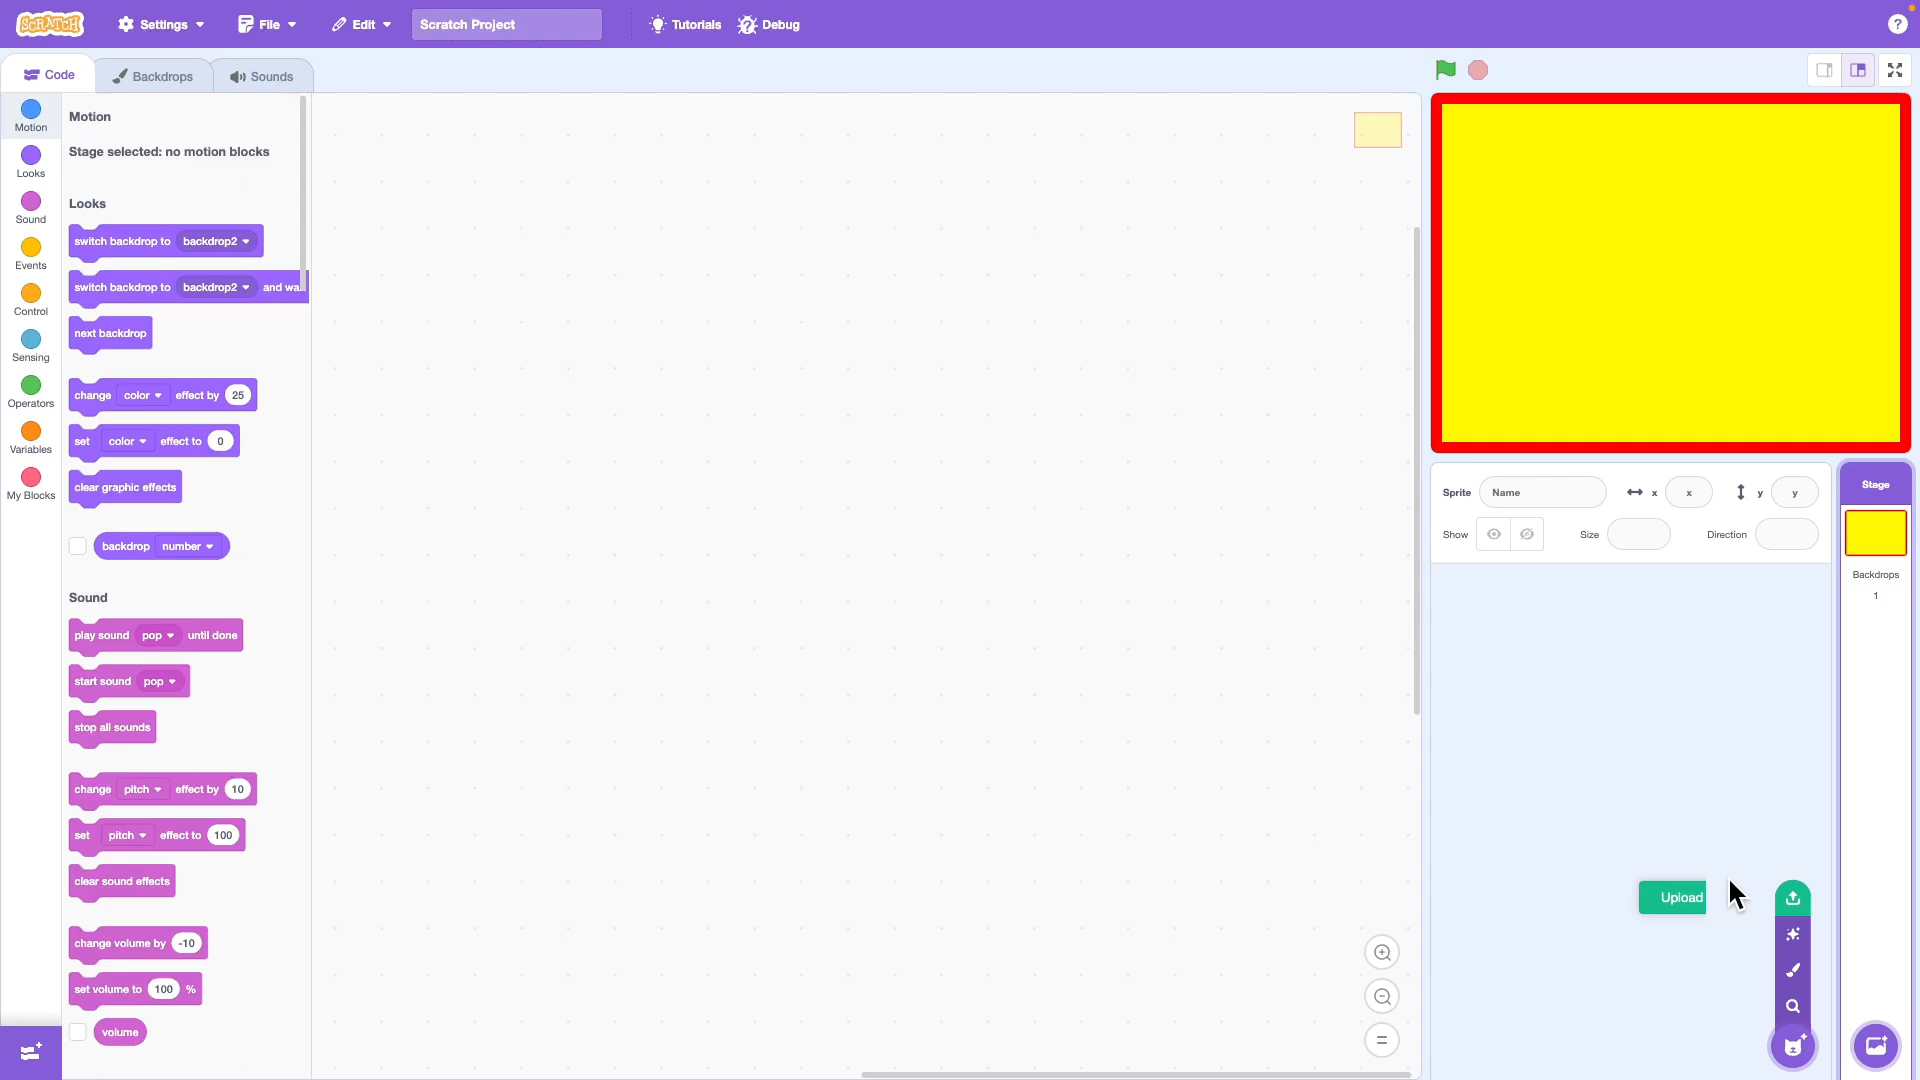 SCRATCH
Settings
File
Edit
Scratch Project
Tutorials
Debug
?
Code
Backdrops
Sounds
Motion
Looks
Sound
Events
Control
Sensing
Operators
Variables
My Blocks
Motion
Stage selected: no motion blocks
Looks
switch backdrop to backdrop2
switch backdrop to backdrop2 and wa
next backdrop
change color effect by 25
set color effect to 0
clear graphic effects
backdrop number
Sound
play sound pop until done
start sound pop
stop all sounds
change pitch effect by 10
set pitch effect to 100
clear sound effects
change volume by -10
set volume to 100 %
volume
Sprite Name x x y y
Show Size Direction
Stage
Backdrops
1
Upload